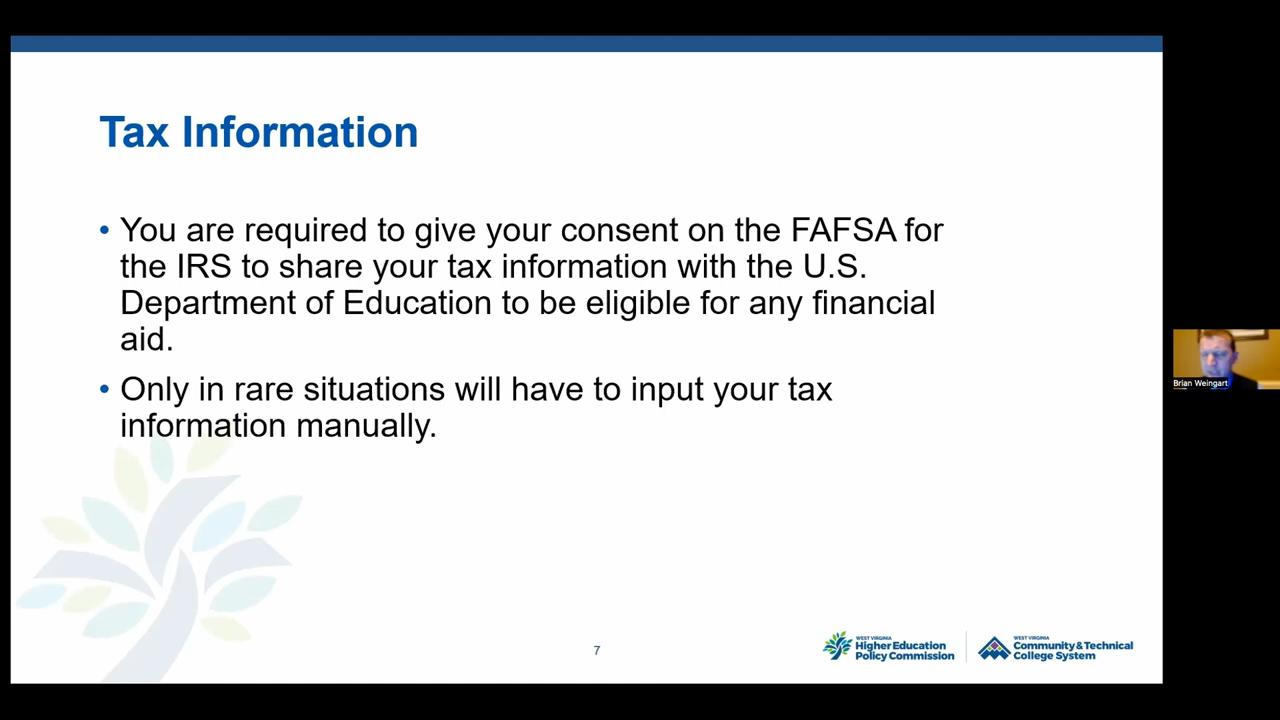 Tax Information
• You are required to give your consent on the FAFSA for
the IRS to share your tax information with the U.S.
Department of Education to be eligible for any financial
aid.
• Only in rare situations will have to input your tax
information manually.
Brian Weingart
7
WEST VIRGINIA
Higher Education
Policy Commission
WEST VIRGINIA
Community & Technical
College System